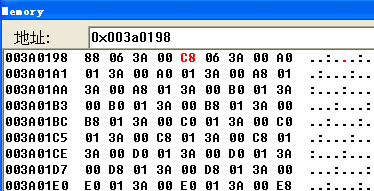 Memory
地址: 0x003a0198
003A0198 88 06 3A 00 C8 06 3A 00 A0 ..:...:.
003A01A1 01 3A 00 A0 01 3A 00 A8 01 .:...:..
003A01AA 3A 00 A8 01 3A 00 B0 01 3A :...:...
003A01B3 00 B0 01 3A 00 B8 01 3A 00 ...:...:
003A01BC B8 01 3A 00 C0 01 3A 00 C0 ..:...:.
003A01C5 01 3A 00 C8 01 3A 00 C8 01 .:...:..
003A01CE 3A 00 D0 01 3A 00 D0 01 3A :...:...
003A01D7 00 D8 01 3A 00 D8 01 3A 00 ...:...:
003A01E0 E0 01 3A 00 E0 01 3A 00 E8 ..:...:.